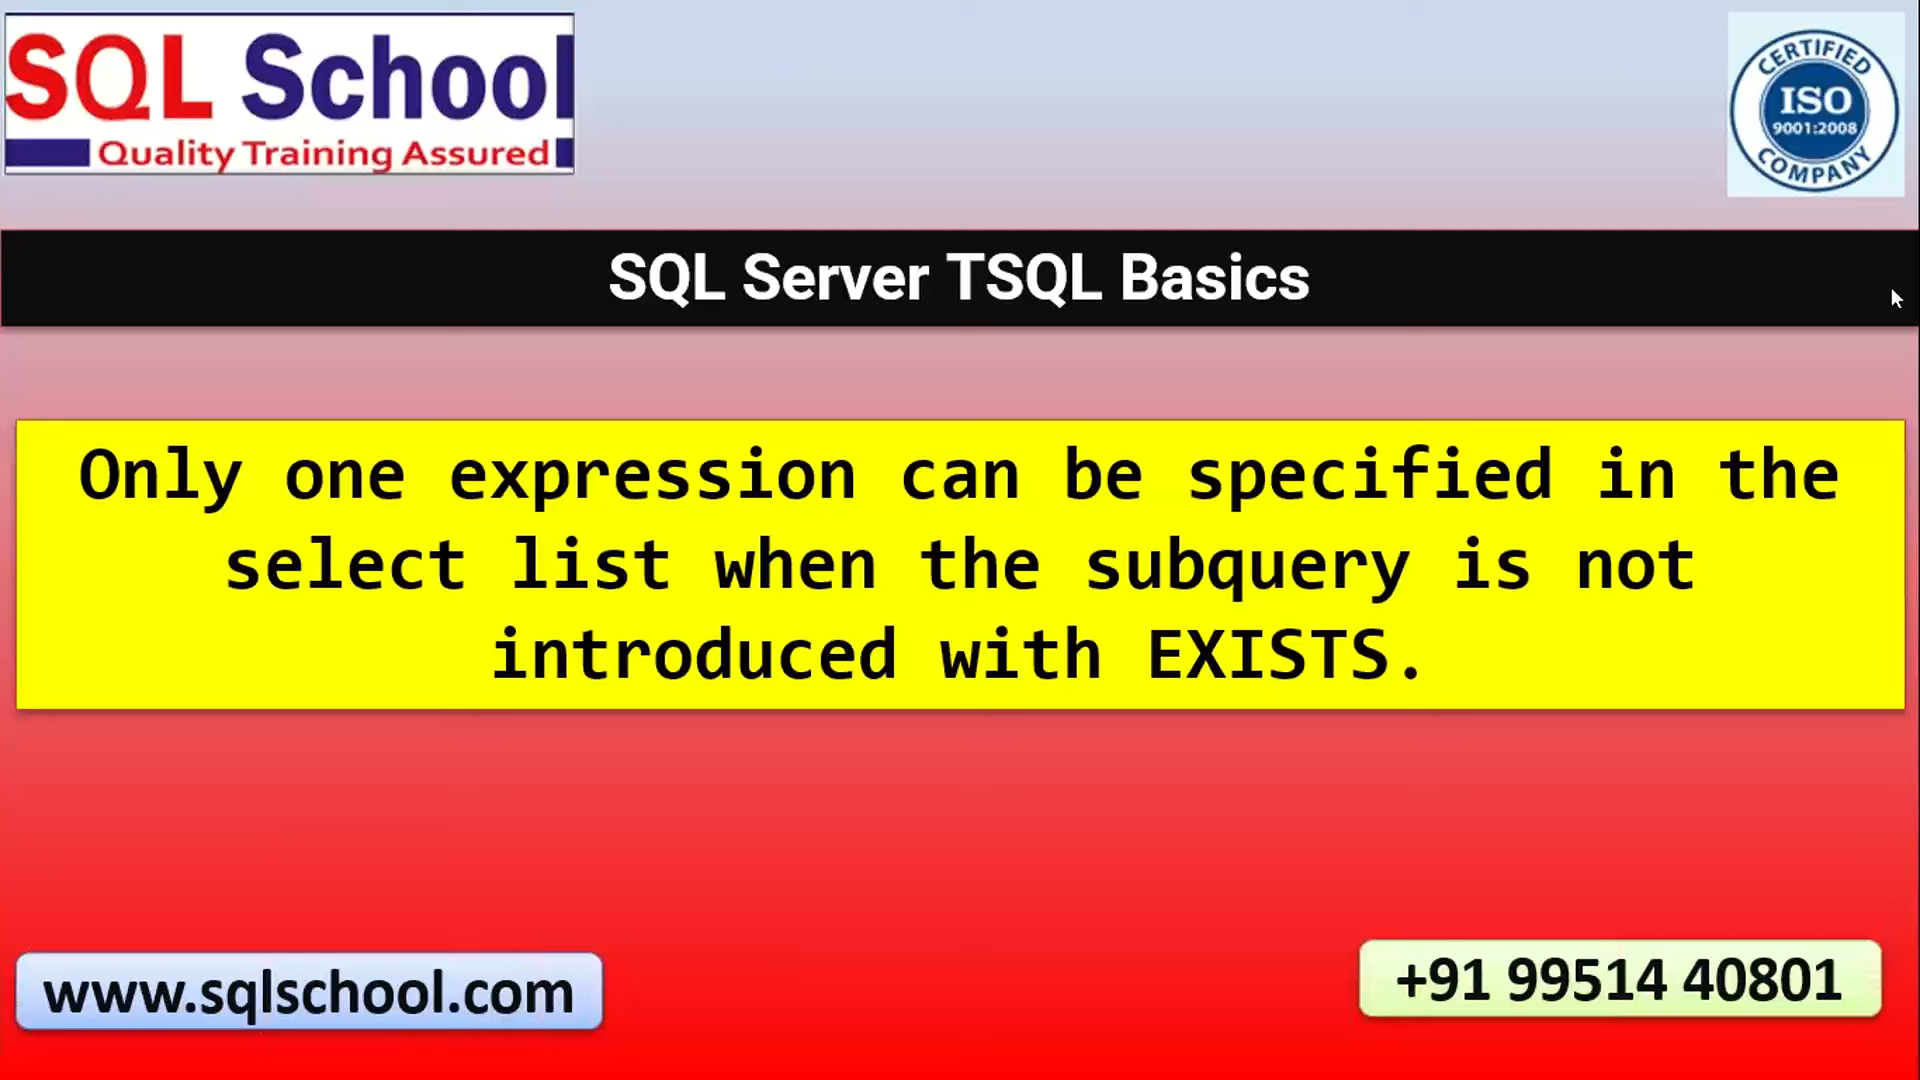 SQL School
Quality Training Assured
CERTIFIED
ISO
9001:2008
COMPANY
SQL Server TSQL Basics
Only one expression can be specified in the
select list when the subquery is not
introduced with EXISTS.
www.sqlschool.com
+91 99514 40801